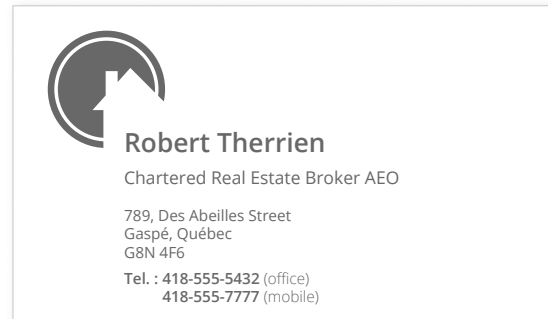 Robert Therrien
Chartered Real Estate Broker AEO
789, Des Abeilles Street
Gaspé, Québec
G8N 4F6
Tel. : 418-555-5432 (office)
418-555-7777 (mobile)